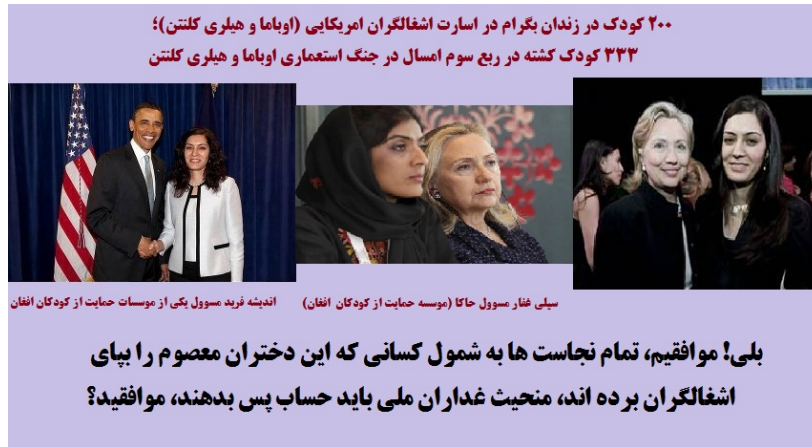 ۲۰۰ کودک در زندان بگرام در اسارت اشغالگران امریکایی (اوباما و هیلری کلنتن)؛
۳۳۳ کودک کشته در ربع سوم امسال در جنگ استعماری اوباما و هیلری کلنتن
سیلی غفار مسوول حاکا (موسسه حمایت از کودکان افغان)
اندیشه فرید مسوول یکی از موسسات حمایت از کودکان افغان
بلی! موافقیم، تمام نجاست ها به شمول کسانی که این دختران معصوم را بپای
اشغالگران برده اند، منحیث غداران ملی باید حساب پس بدهند، موافقید؟